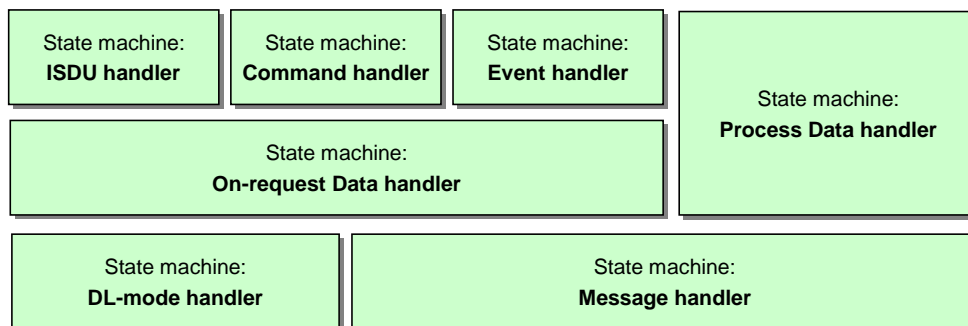 State machine:
ISDU handler
State machine:
Command handler
State machine:
Event handler
State machine:
Process Data handler
State machine:
On-request Data handler
State machine:
DL-mode handler
State machine:
Message handler